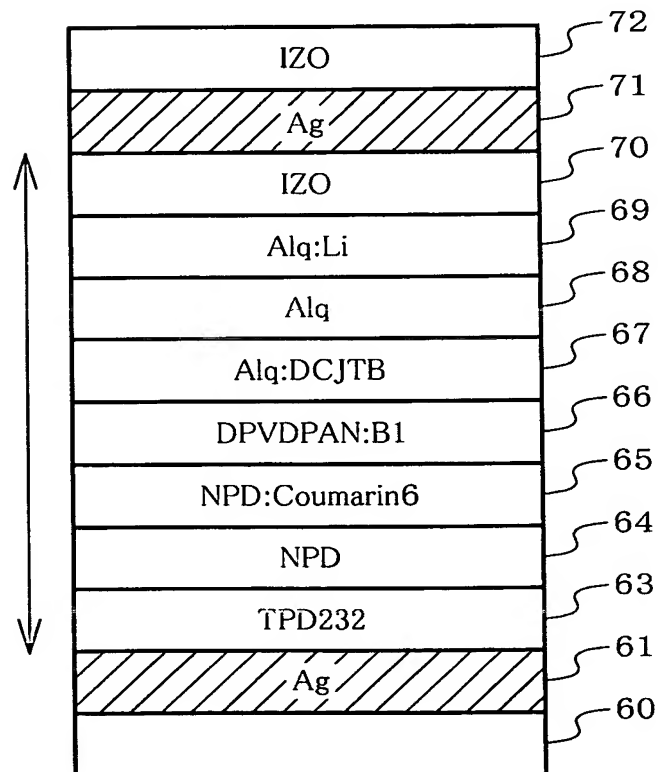 72
IZO
71
Ag
70
IZO
69
Alq:Li
68
Alq
67
Alq:DCJTB
66
DPVDPAN:B1
65
NPD:Coumarin6
64
NPD
63
TPD232
61
Ag
60